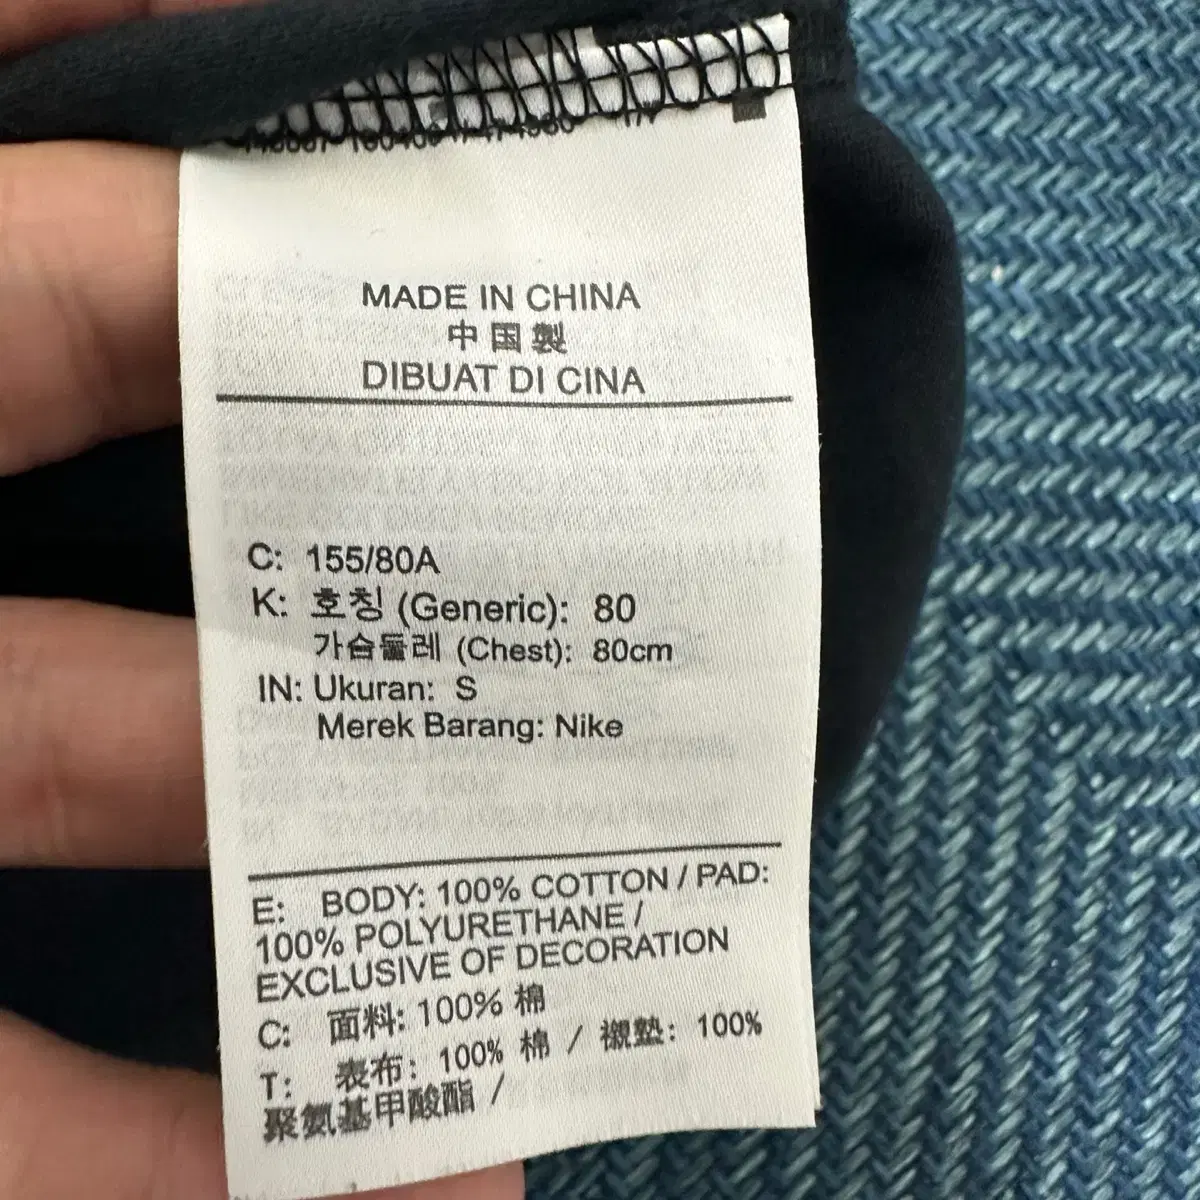 MADE IN CHINA
中国製
DIBUAT DI CINA
C: 155/80A
K: 호칭 (Generic): 80
가슴둘레 (Chest): 80cm
IN: Ukuran: S
Merek Barang: Nike
E: BODY: 100% COTTON / PAD:
100% POLYURETHANE /
EXCLUSIVE OF DECORATION
C: 面料: 100% 棉
T: 表布: 100% 棉 / 襯墊: 100%
聚氨基甲酸酯 /